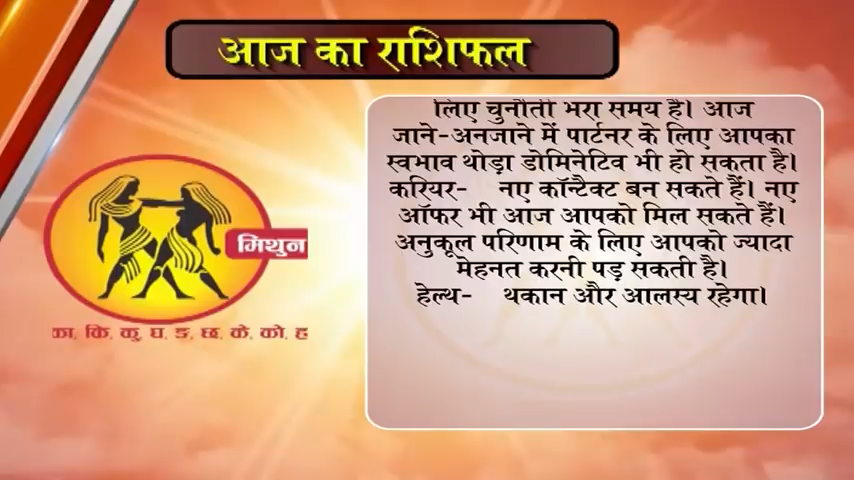 आज का राशिफल
लिए चुनौती भरा समय है। आज
जाने-अनजाने में पार्टनर के लिए आपका
स्वभाव थोड़ा डोमिनेटिव भी हो सकता है।
करियर- नए कॉन्टैक्ट बन सकते हैं। नए
ऑफर भी आज आपको मिल सकते हैं।
अनुकूल परिणाम के लिए आपको ज्यादा
मेहनत करनी पड़ सकती है।
हेल्थ- थकान और आलस्य रहेगा।
मिथुन
का, कि, कु, घ, ङ, छ, के, को, ह